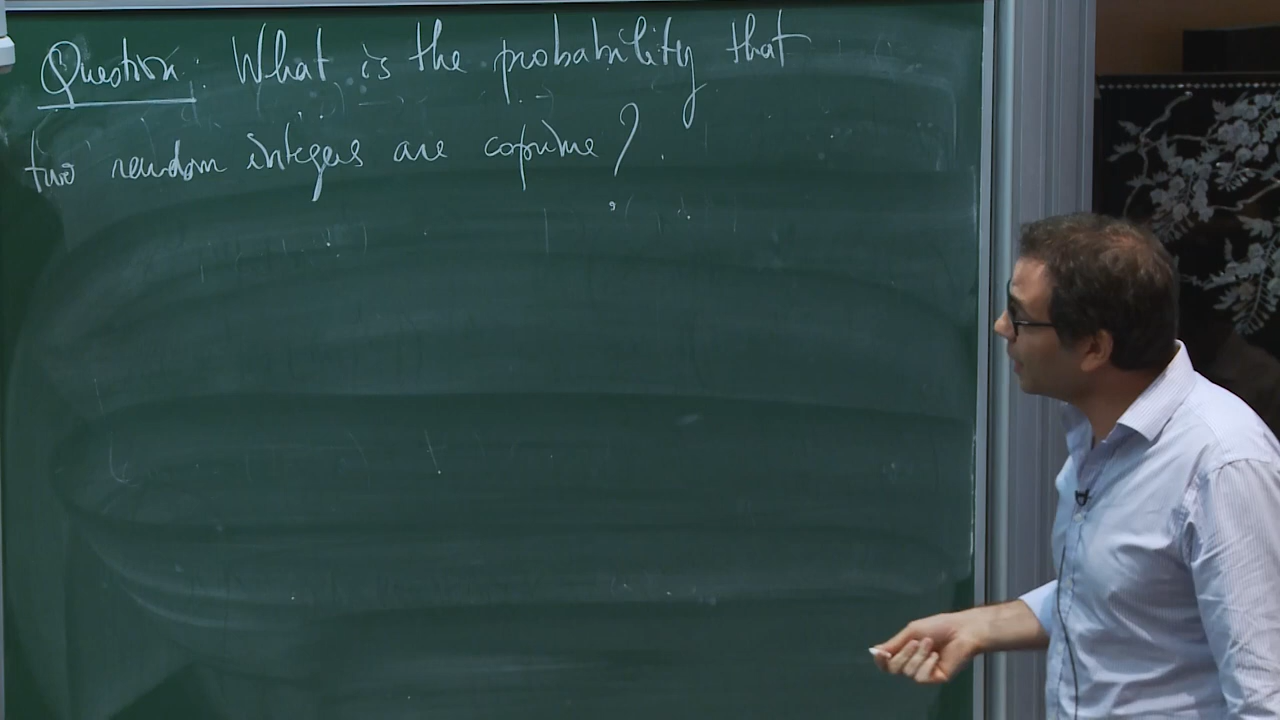 Question: What is the probability that
two random integers are coprime?